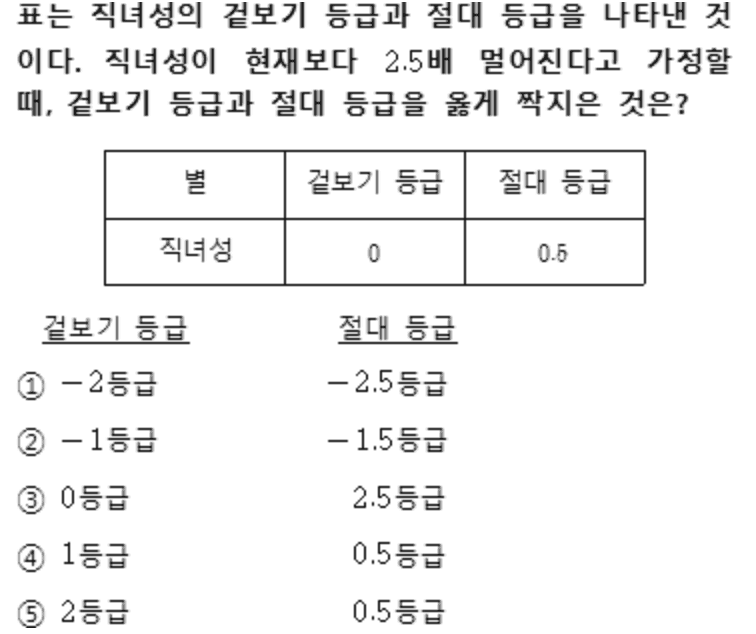 표는 직녀성의 겉보기 등급과 절대 등급을 나타낸 것
이다. 직녀성이 현재보다 2.5배 멀어진다고 가정할
때, 겉보기 등급과 절대 등급을 옳게 짝지은 것은?
별 겉보기 등급 절대 등급
직녀성 0 0.5
겉보기 등급 절대 등급
① −2등급 −2.5등급
② −1등급 −1.5등급
③ 0등급 2.5등급
④ 1등급 0.5등급
⑤ 2등급 0.5등급